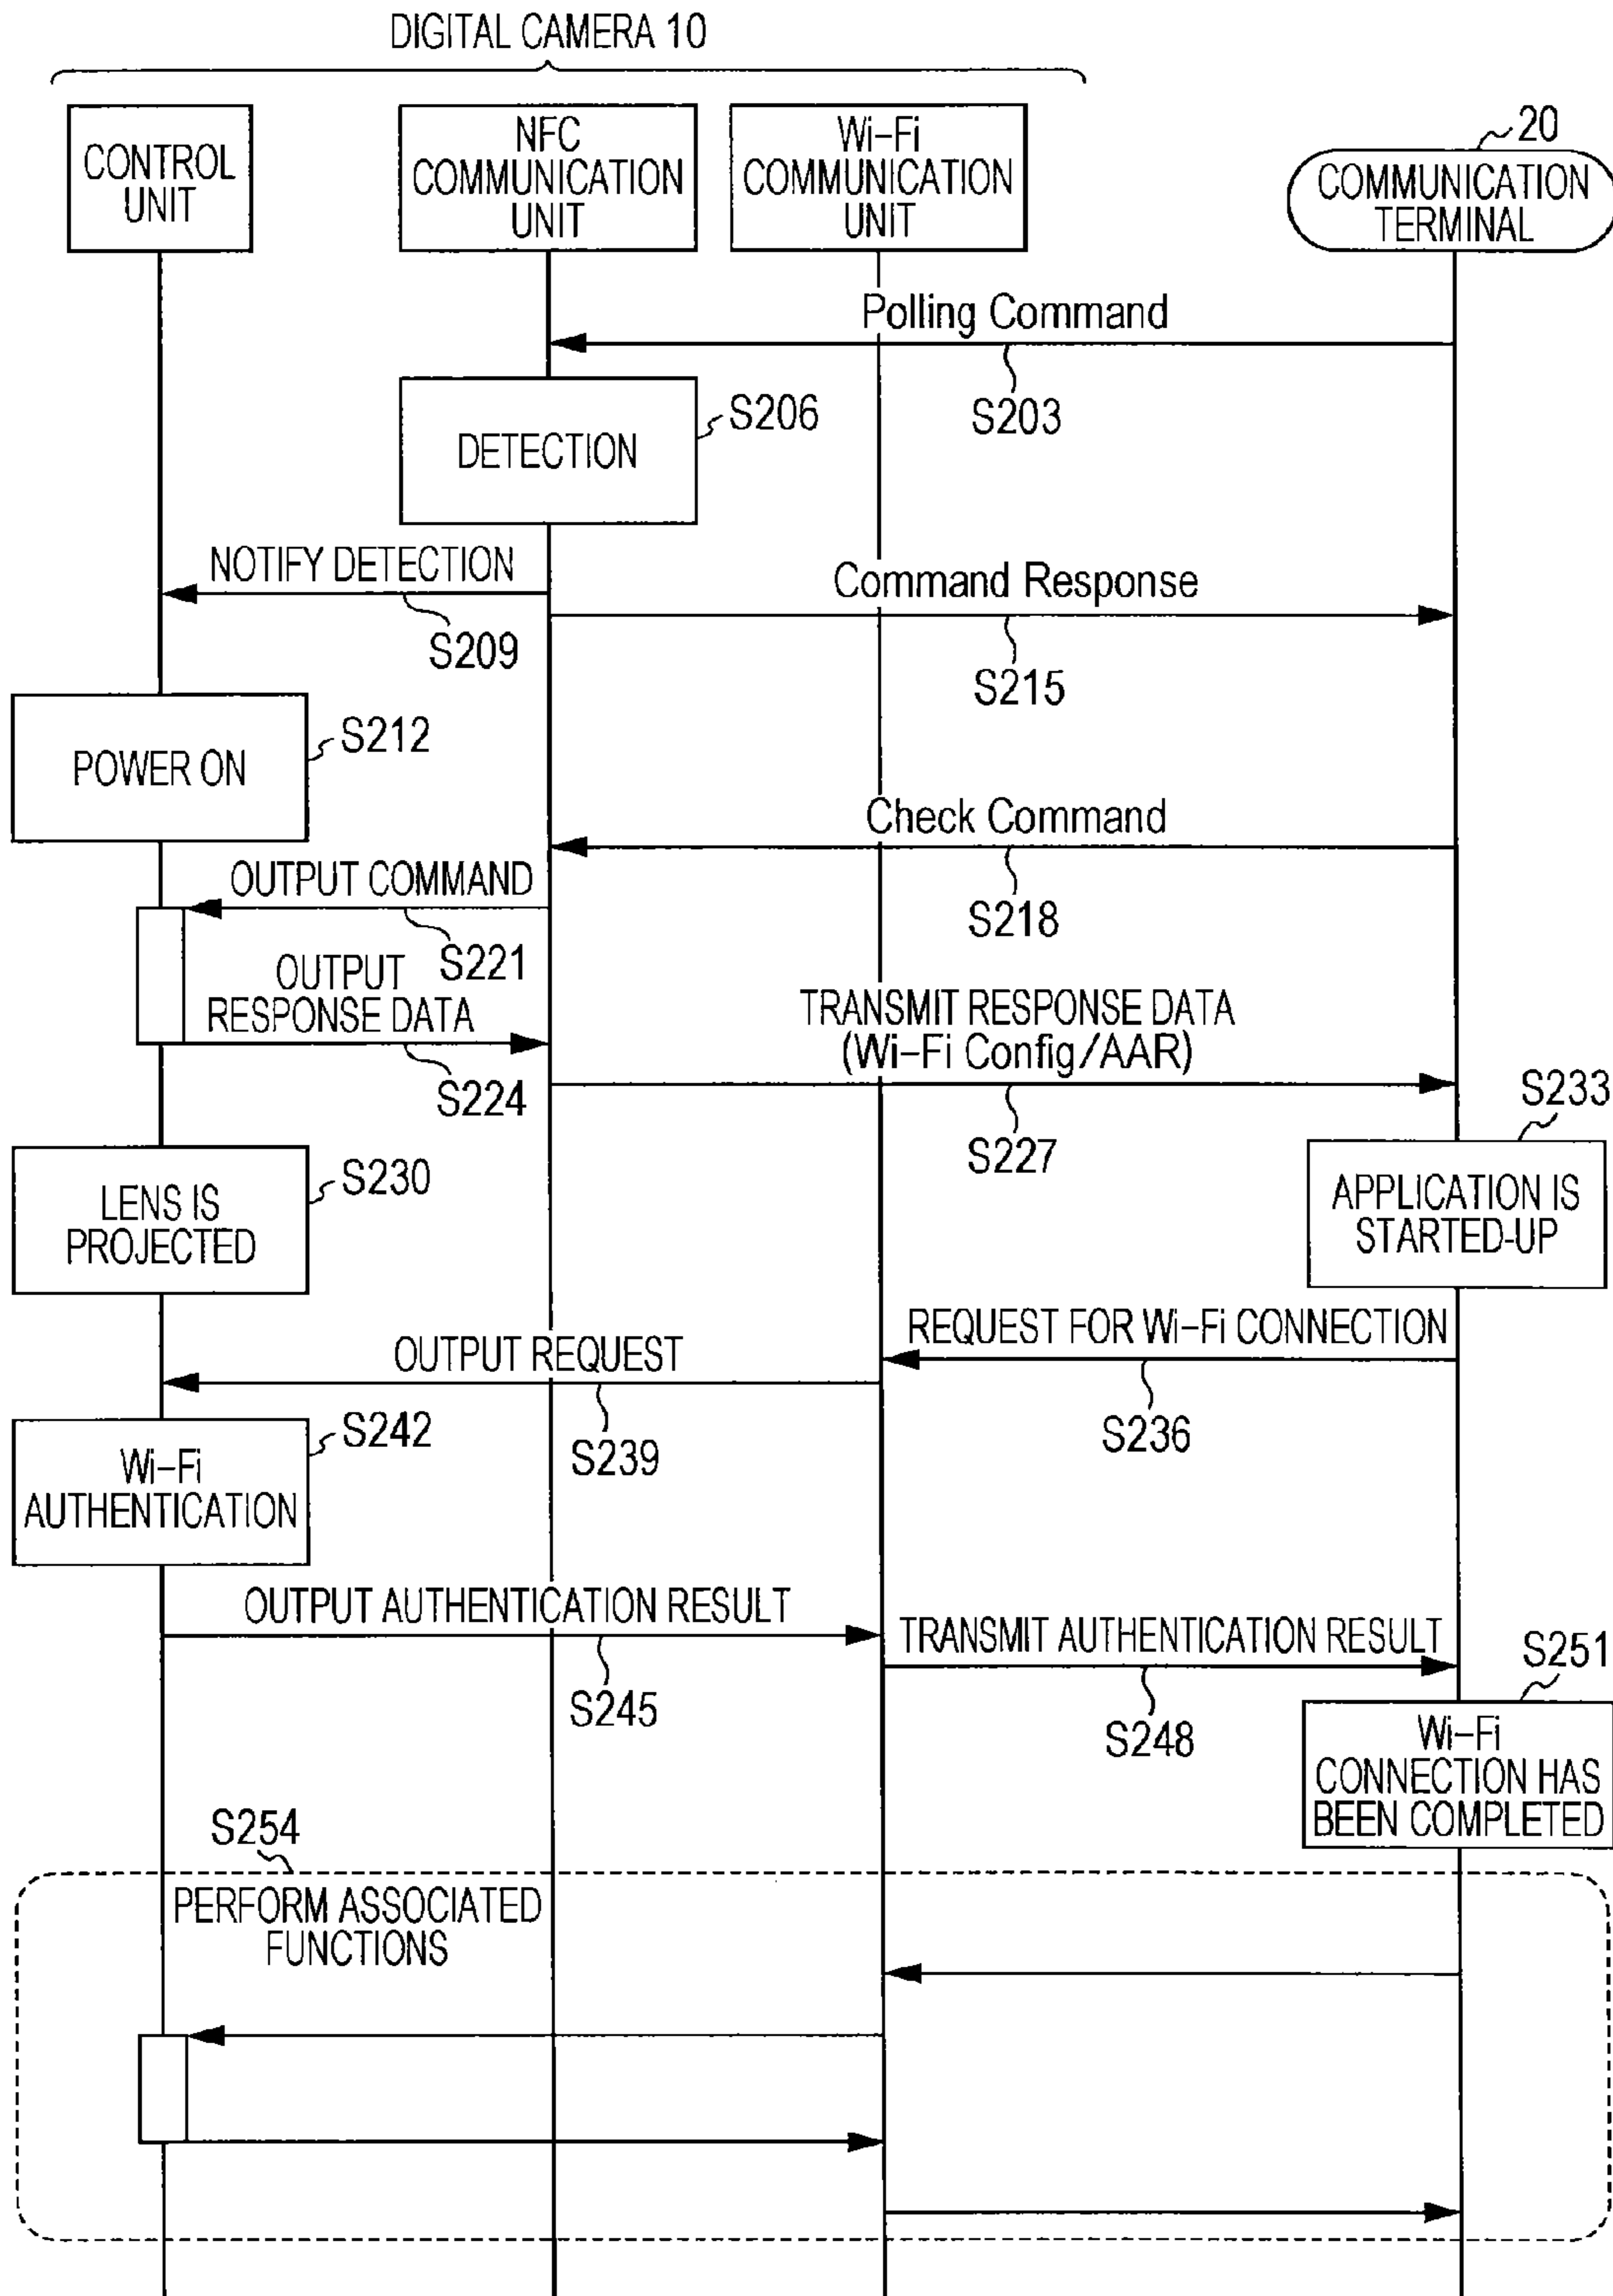 DIGITAL CAMERA 10
CONTROL
UNIT
NFC
COMMUNICATION
UNIT
Wi-Fi
COMMUNICATION
UNIT
20
COMMUNICATION
TERMINAL
Polling Command
S203
DETECTION
S206
NOTIFY DETECTION
S209
Command Response
S215
POWER ON
S212
Check Command
S218
OUTPUT COMMAND
S221
OUTPUT
RESPONSE DATA
S224
TRANSMIT RESPONSE DATA
(Wi-Fi Config/AAR)
S227
S233
APPLICATION IS
STARTED-UP
LENS IS
PROJECTED
S230
REQUEST FOR Wi-Fi CONNECTION
S236
OUTPUT REQUEST
S239
Wi-Fi
AUTHENTICATION
S242
OUTPUT AUTHENTICATION RESULT
S245
TRANSMIT AUTHENTICATION RESULT
S248
S251
Wi-Fi
CONNECTION HAS
BEEN COMPLETED
S254
PERFORM ASSOCIATED
FUNCTIONS